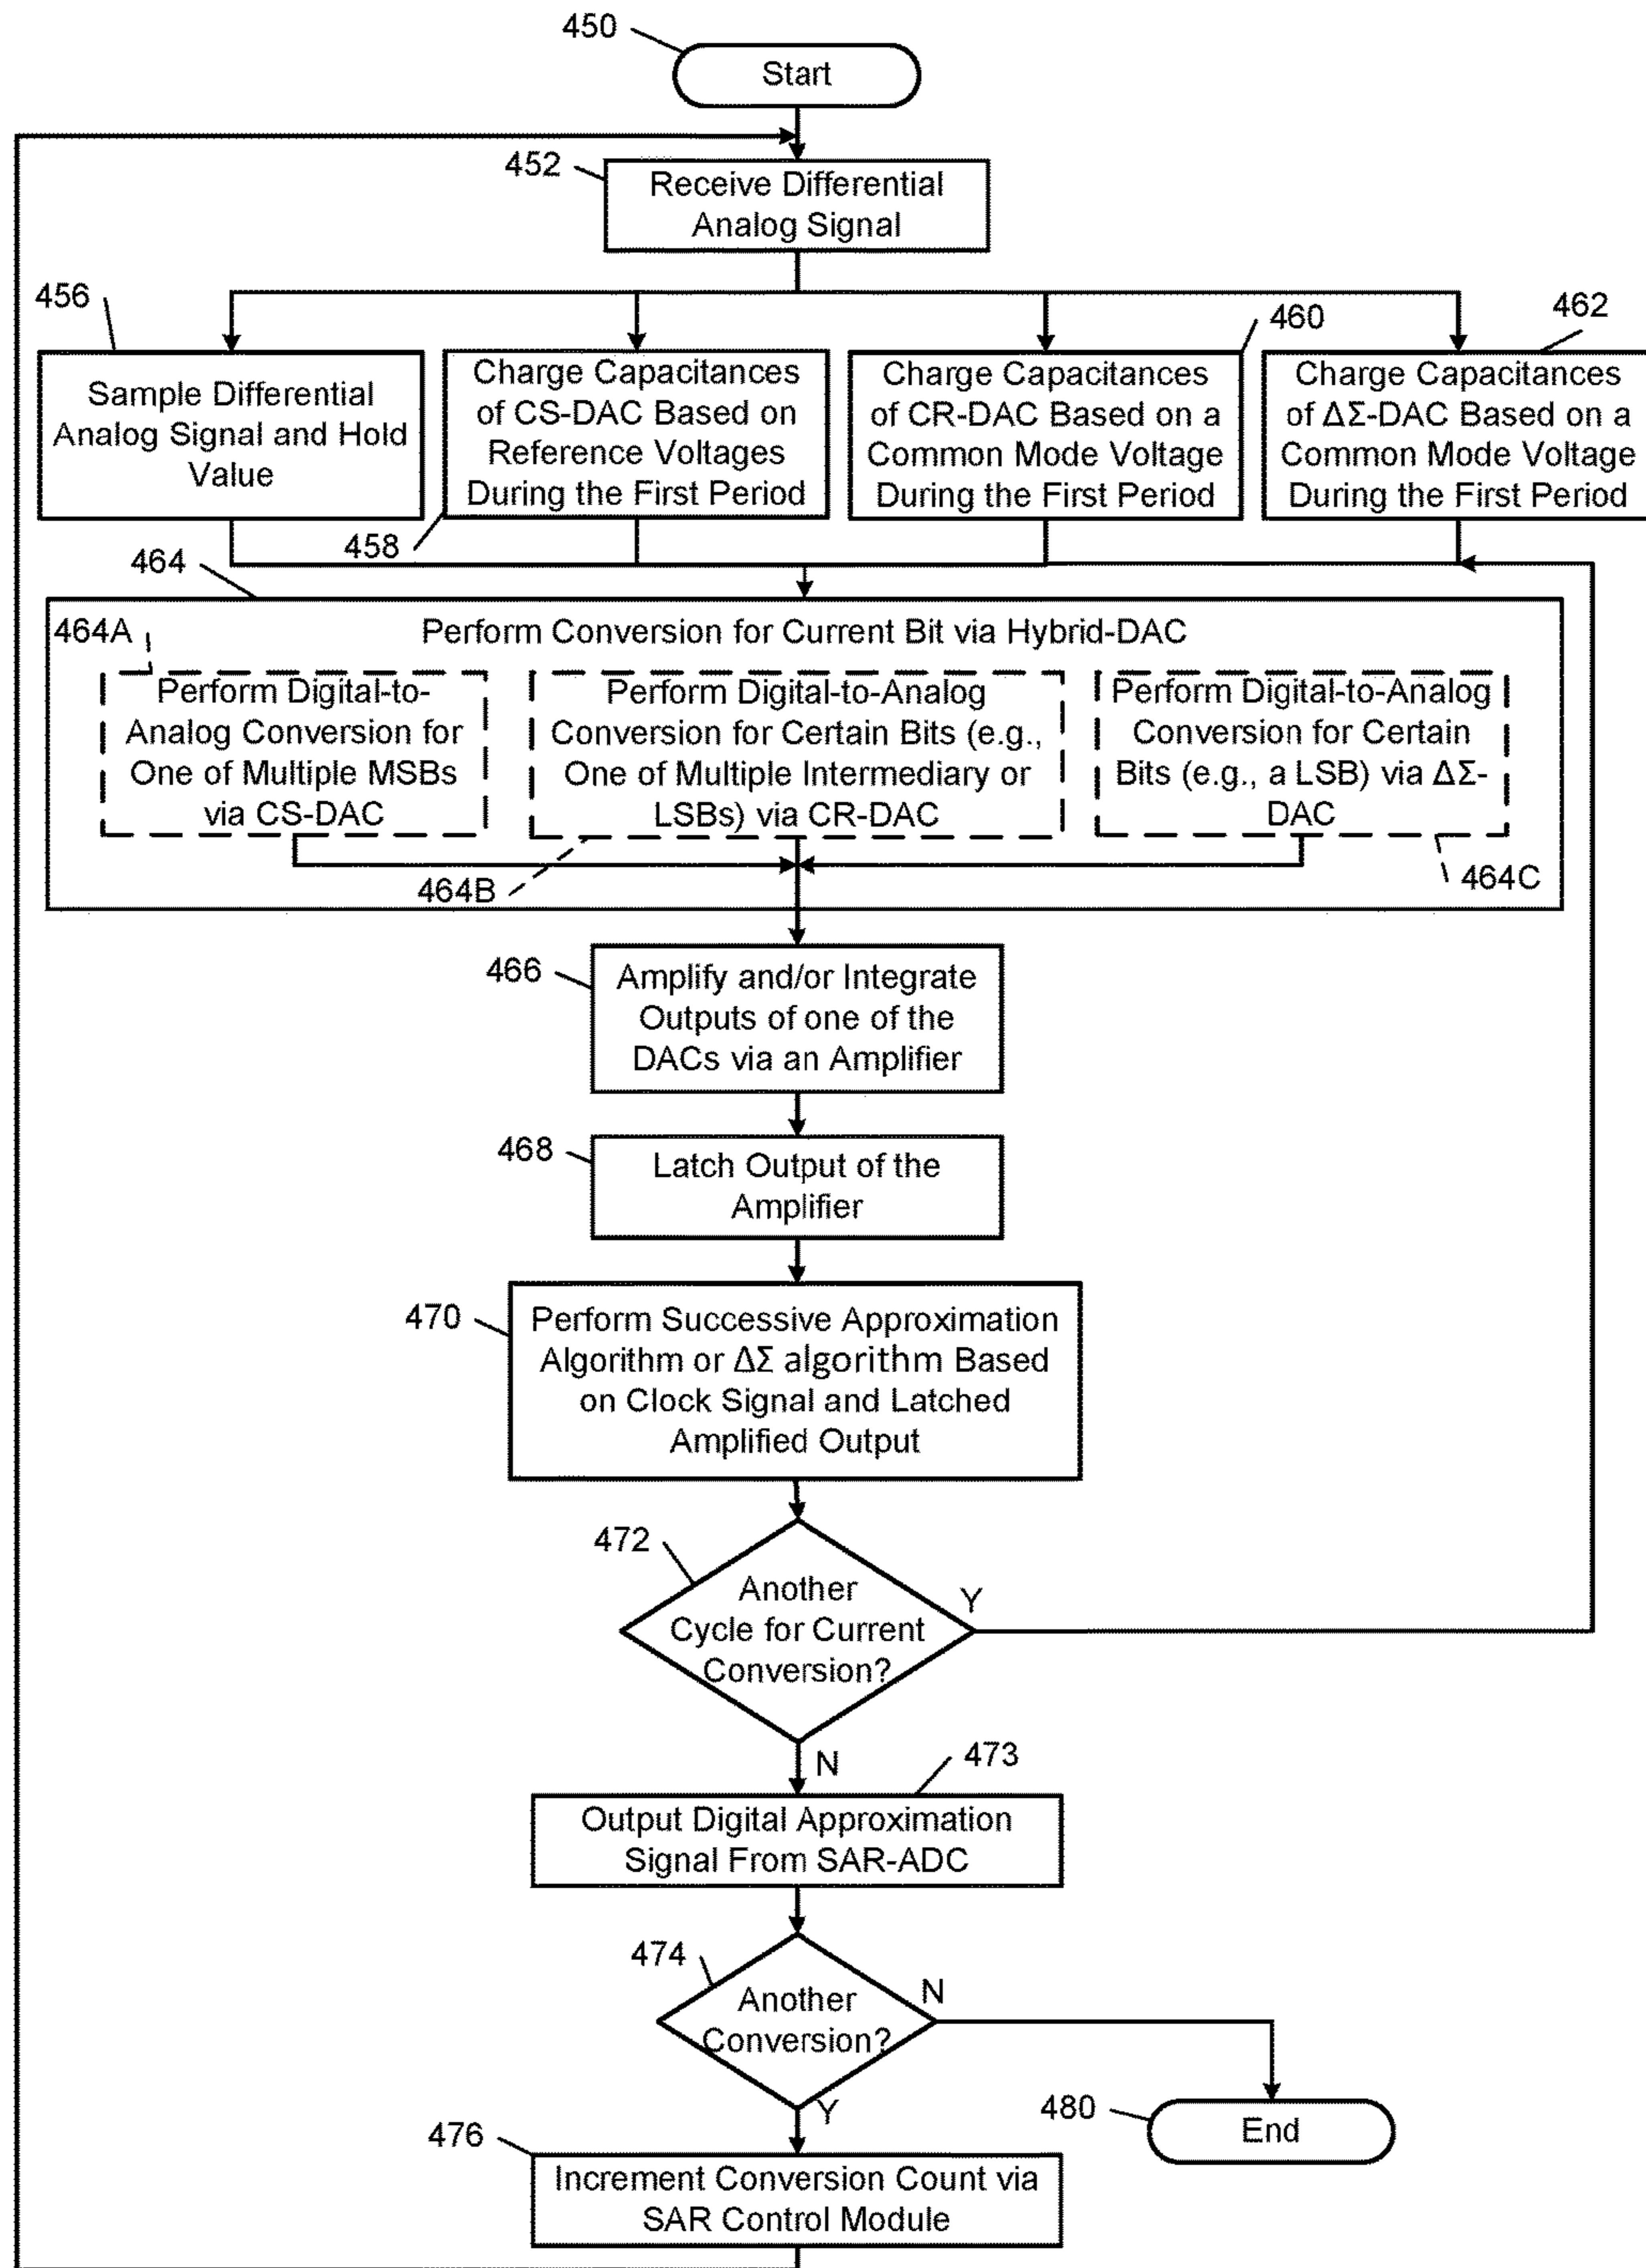 450
Start
452
Receive Differential
Analog Signal
456
Sample Differential
Analog Signal and Hold
Value
458
Charge Capacitances
of CS-DAC Based on
Reference Voltages
During the First Period
460
Charge Capacitances
of CR-DAC Based on a
Common Mode Voltage
During the First Period
462
Charge Capacitances
of ΔΣ-DAC Based on a
Common Mode Voltage
During the First Period
464
Perform Conversion for Current Bit via Hybrid-DAC
464A
Perform Digital-to-
Analog Conversion for
One of Multiple MSBs
via CS-DAC
Perform Digital-to-Analog
Conversion for Certain Bits (e.g.,
One of Multiple Intermediary or
LSBs) via CR-DAC
464B
Perform Digital-to-Analog
Conversion for Certain
Bits (e.g., a LSB) via ΔΣ-
DAC
464C
466
Amplify and/or Integrate
Outputs of one of the
DACs via an Amplifier
468
Latch Output of the
Amplifier
470
Perform Successive Approximation
Algorithm or ΔΣ algorithm Based
on Clock Signal and Latched
Amplified Output
472
Another
Cycle for Current
Conversion?
Y
N
473
Output Digital Approximation
Signal From SAR-ADC
474
Another
Conversion?
N
Y
480
End
476
Increment Conversion Count via
SAR Control Module